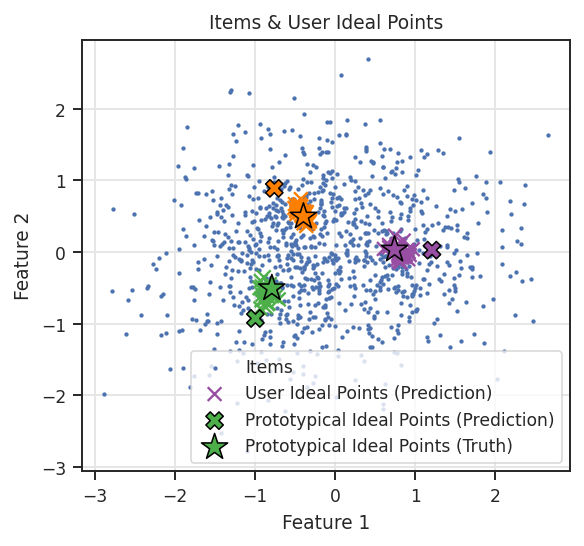 Items & User Ideal Points
Feature 2
2
1
0
−1
−2
−3
Items
User Ideal Points (Prediction)
Prototypical Ideal Points (Prediction)
Prototypical Ideal Points (Truth)
−3 −2 −1 0 1 2
Feature 1